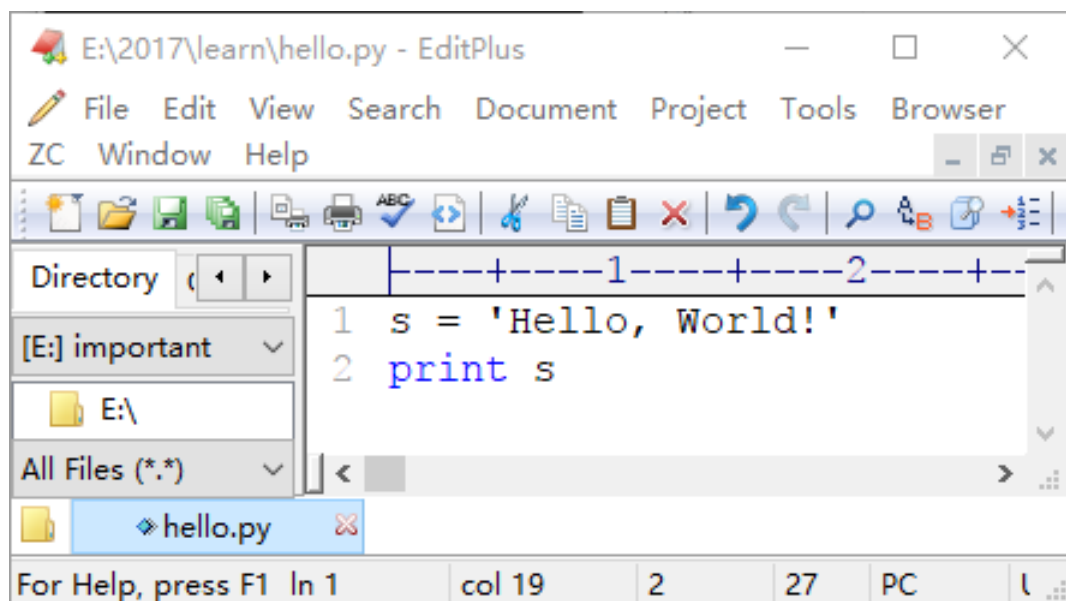 E:\2017\learn\hello.py - EditPlus
File Edit View Search Document Project Tools Browser
ZC Window Help
ABC
Directory
----+----1----+----2----+--
[E:] important
1 s = 'Hello, World!'
2 print s
E:\
All Files (*.*)
hello.py
For Help, press F1 ln 1 col 19 2 27 PC